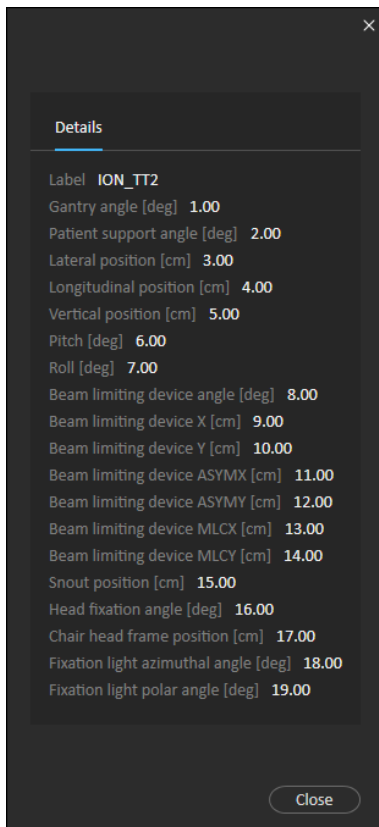 Details
Label ION_TT2
Gantry angle [deg] 1.00
Patient support angle [deg] 2.00
Lateral position [cm] 3.00
Longitudinal position [cm] 4.00
Vertical position [cm] 5.00
Pitch [deg] 6.00
Roll [deg] 7.00
Beam limiting device angle [deg] 8.00
Beam limiting device X [cm] 9.00
Beam limiting device Y [cm] 10.00
Beam limiting device ASYMX [cm] 11.00
Beam limiting device ASYMY [cm] 12.00
Beam limiting device MLCX [cm] 13.00
Beam limiting device MLCY [cm] 14.00
Snout position [cm] 15.00
Head fixation angle [deg] 16.00
Chair head frame position [cm] 17.00
Fixation light azimuthal angle [deg] 18.00
Fixation light polar angle [deg] 19.00
Close